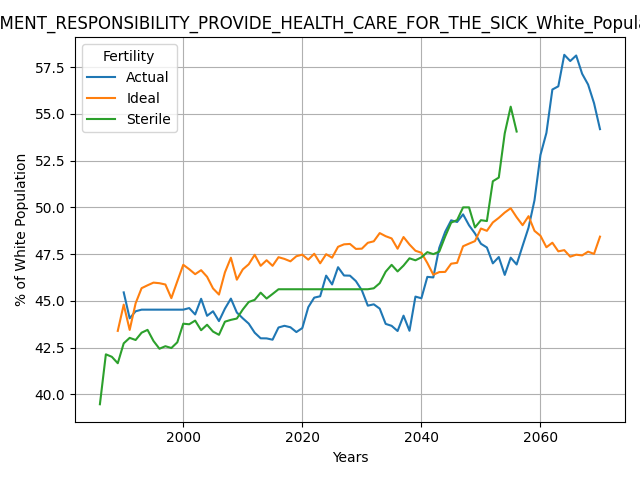 MENT_RESPONSIBILITY_PROVIDE_HEALTH_CARE_FOR_THE_SICK_White_Popula
Fertility
Actual
Ideal
Sterile
% of White Population
57.5
55.0
52.5
50.0
47.5
45.0
42.5
40.0
2000
2020
2040
2060
Years